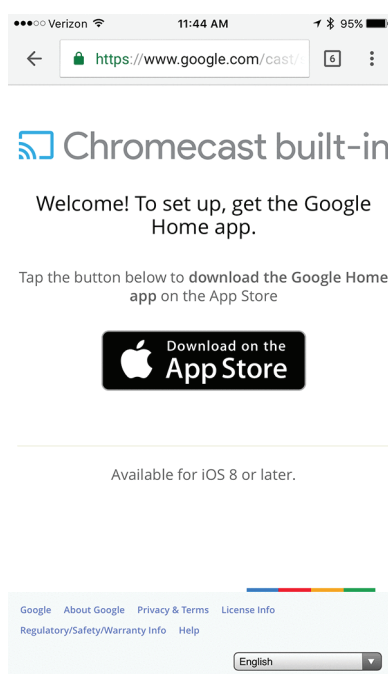 Verizon 11:44 AM 95%
https://www.google.com/cast/ 6
Chromecast built-in
Welcome! To set up, get the Google
Home app.
Tap the button below to download the Google Home
app on the App Store
Download on the
App Store
Available for iOS 8 or later.
Google About Google Privacy & Terms License Info
Regulatory/Safety/Warranty Info Help
English